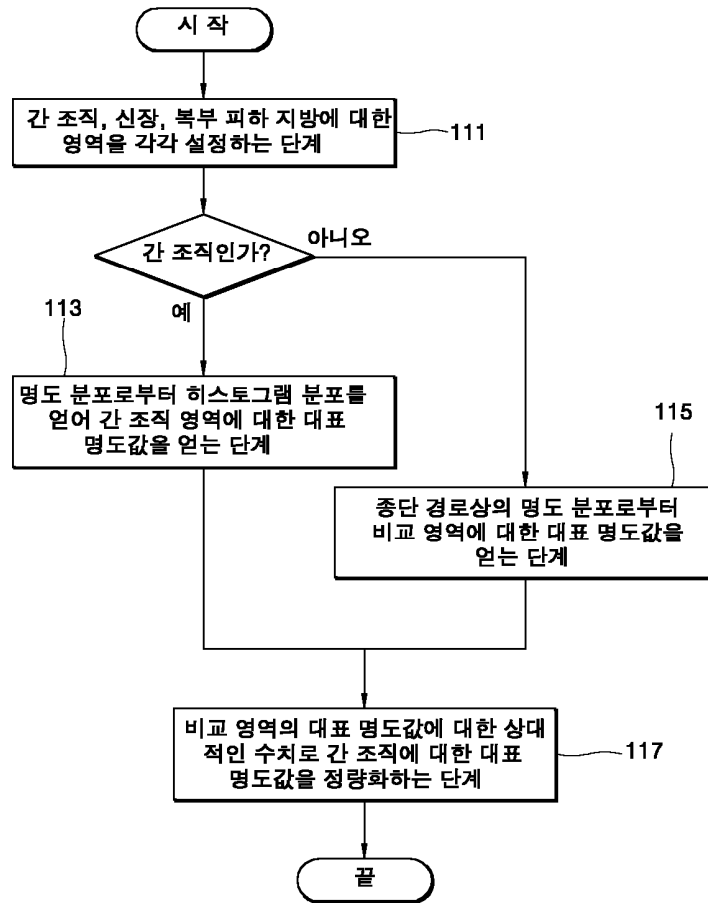 시 작
간 조직, 신장, 복부 피하 지방에 대한
영역을 각각 설정하는 단계
111
간 조직인가?
아니오
예
113
명도 분포로부터 히스토그램 분포를
얻어 간 조직 영역에 대한 대표
명도값을 얻는 단계
115
종단 경로상의 명도 분포로부터
비교 영역에 대한 대표 명도값을
얻는 단계
비교 영역의 대표 명도값에 대한 상대
적인 수치로 간 조직에 대한 대표
명도값을 정량화하는 단계
117
끝